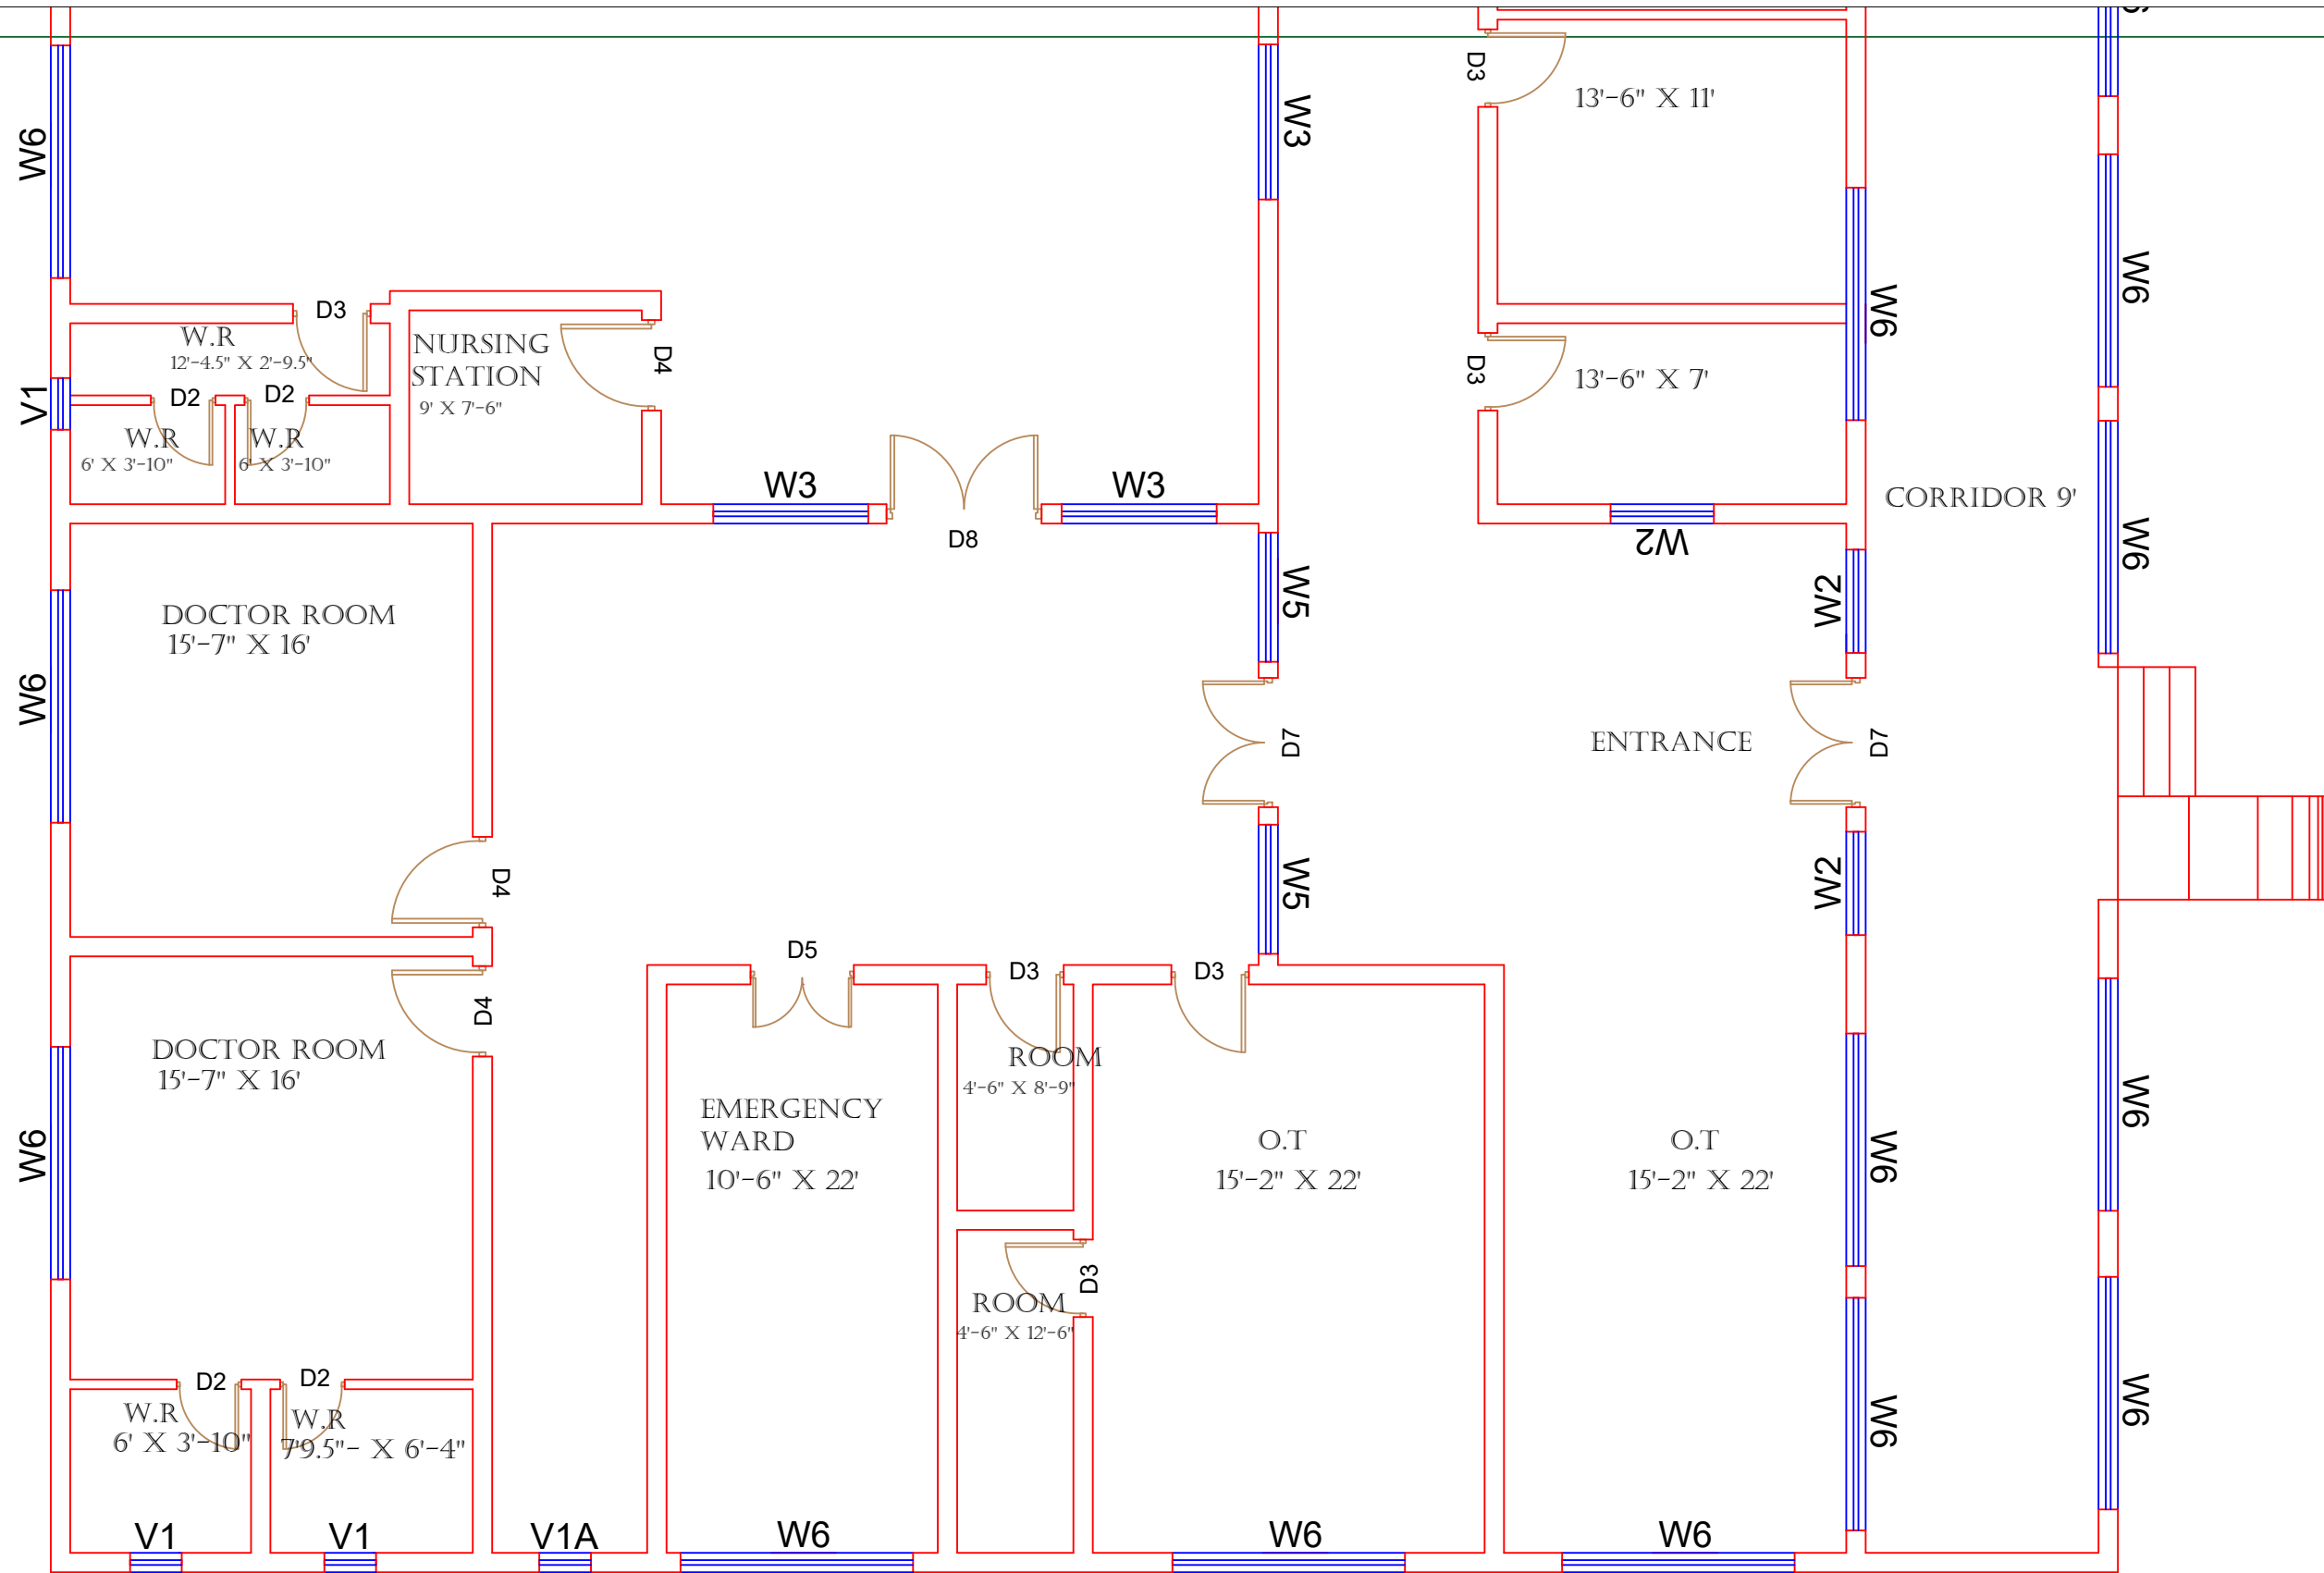 W6
W3
D3
13'-6" X 11'
W6
W6
D3
W.R
12'-4.5" X 2'-9.5"
NURSING
STATION
9' X 7'-6"
D4
D3
13'-6" X 7'
V1
D2
D2
W.R
6' X 3'-10"
W.R
6' X 3'-10"
W3
W3
D8
W2
CORRIDOR 9'
W6
DOCTOR ROOM
15'-7" X 16'
W6
W5
W2
D7
ENTRANCE
D7
D4
W5
W2
D5
D3
D3
D4
DOCTOR ROOM
15'-7" X 16'
W6
ROOM
4'-6" X 8'-9"
EMERGENCY
WARD
10'-6" X 22'
O.T
15'-2" X 22'
O.T
15'-2" X 22'
W6
W6
D3
ROOM
4'-6" X 12'-6"
D2
D2
W.R
6' X 3'-10"
W.R
7'9.5"- X 6'-4"
W6
W6
V1
V1
V1A
W6
W6
W6